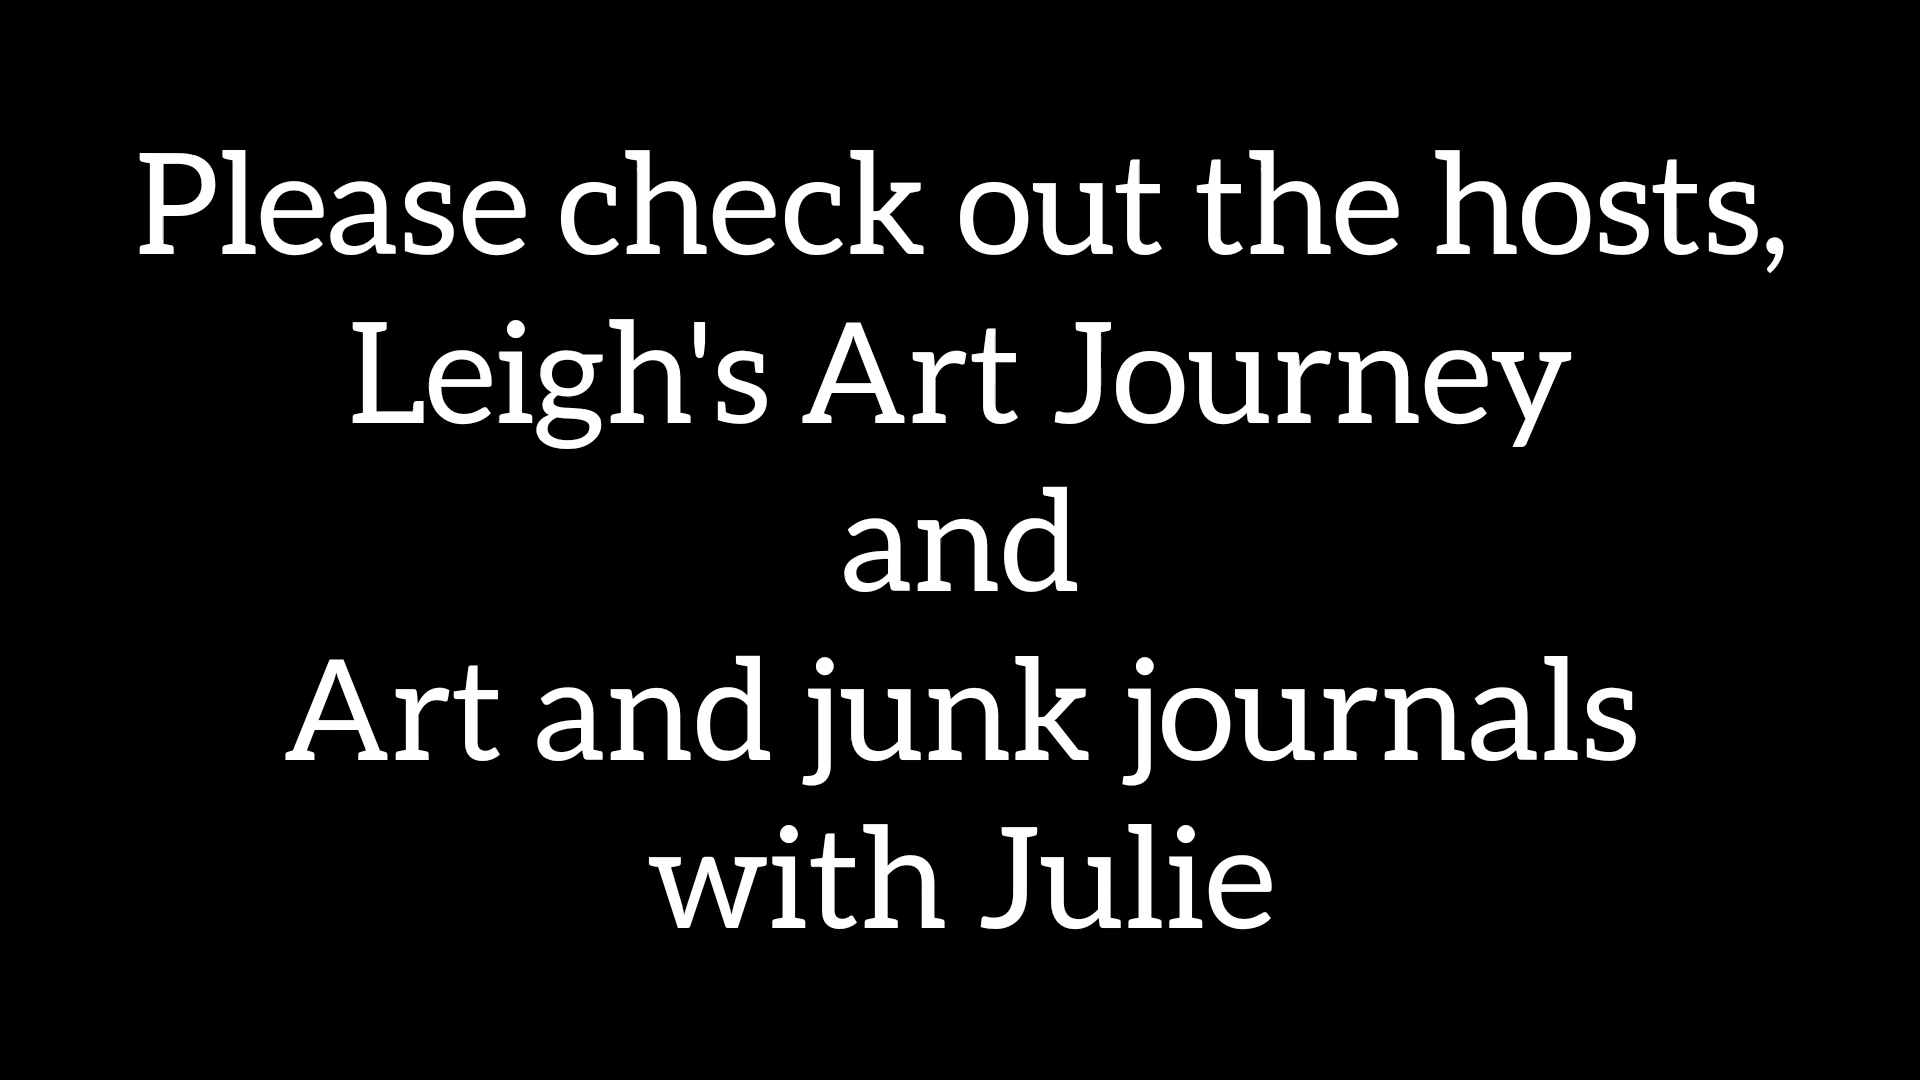 Please check out the hosts,
Leigh's Art Journey
and
Art and junk journals
with Julie